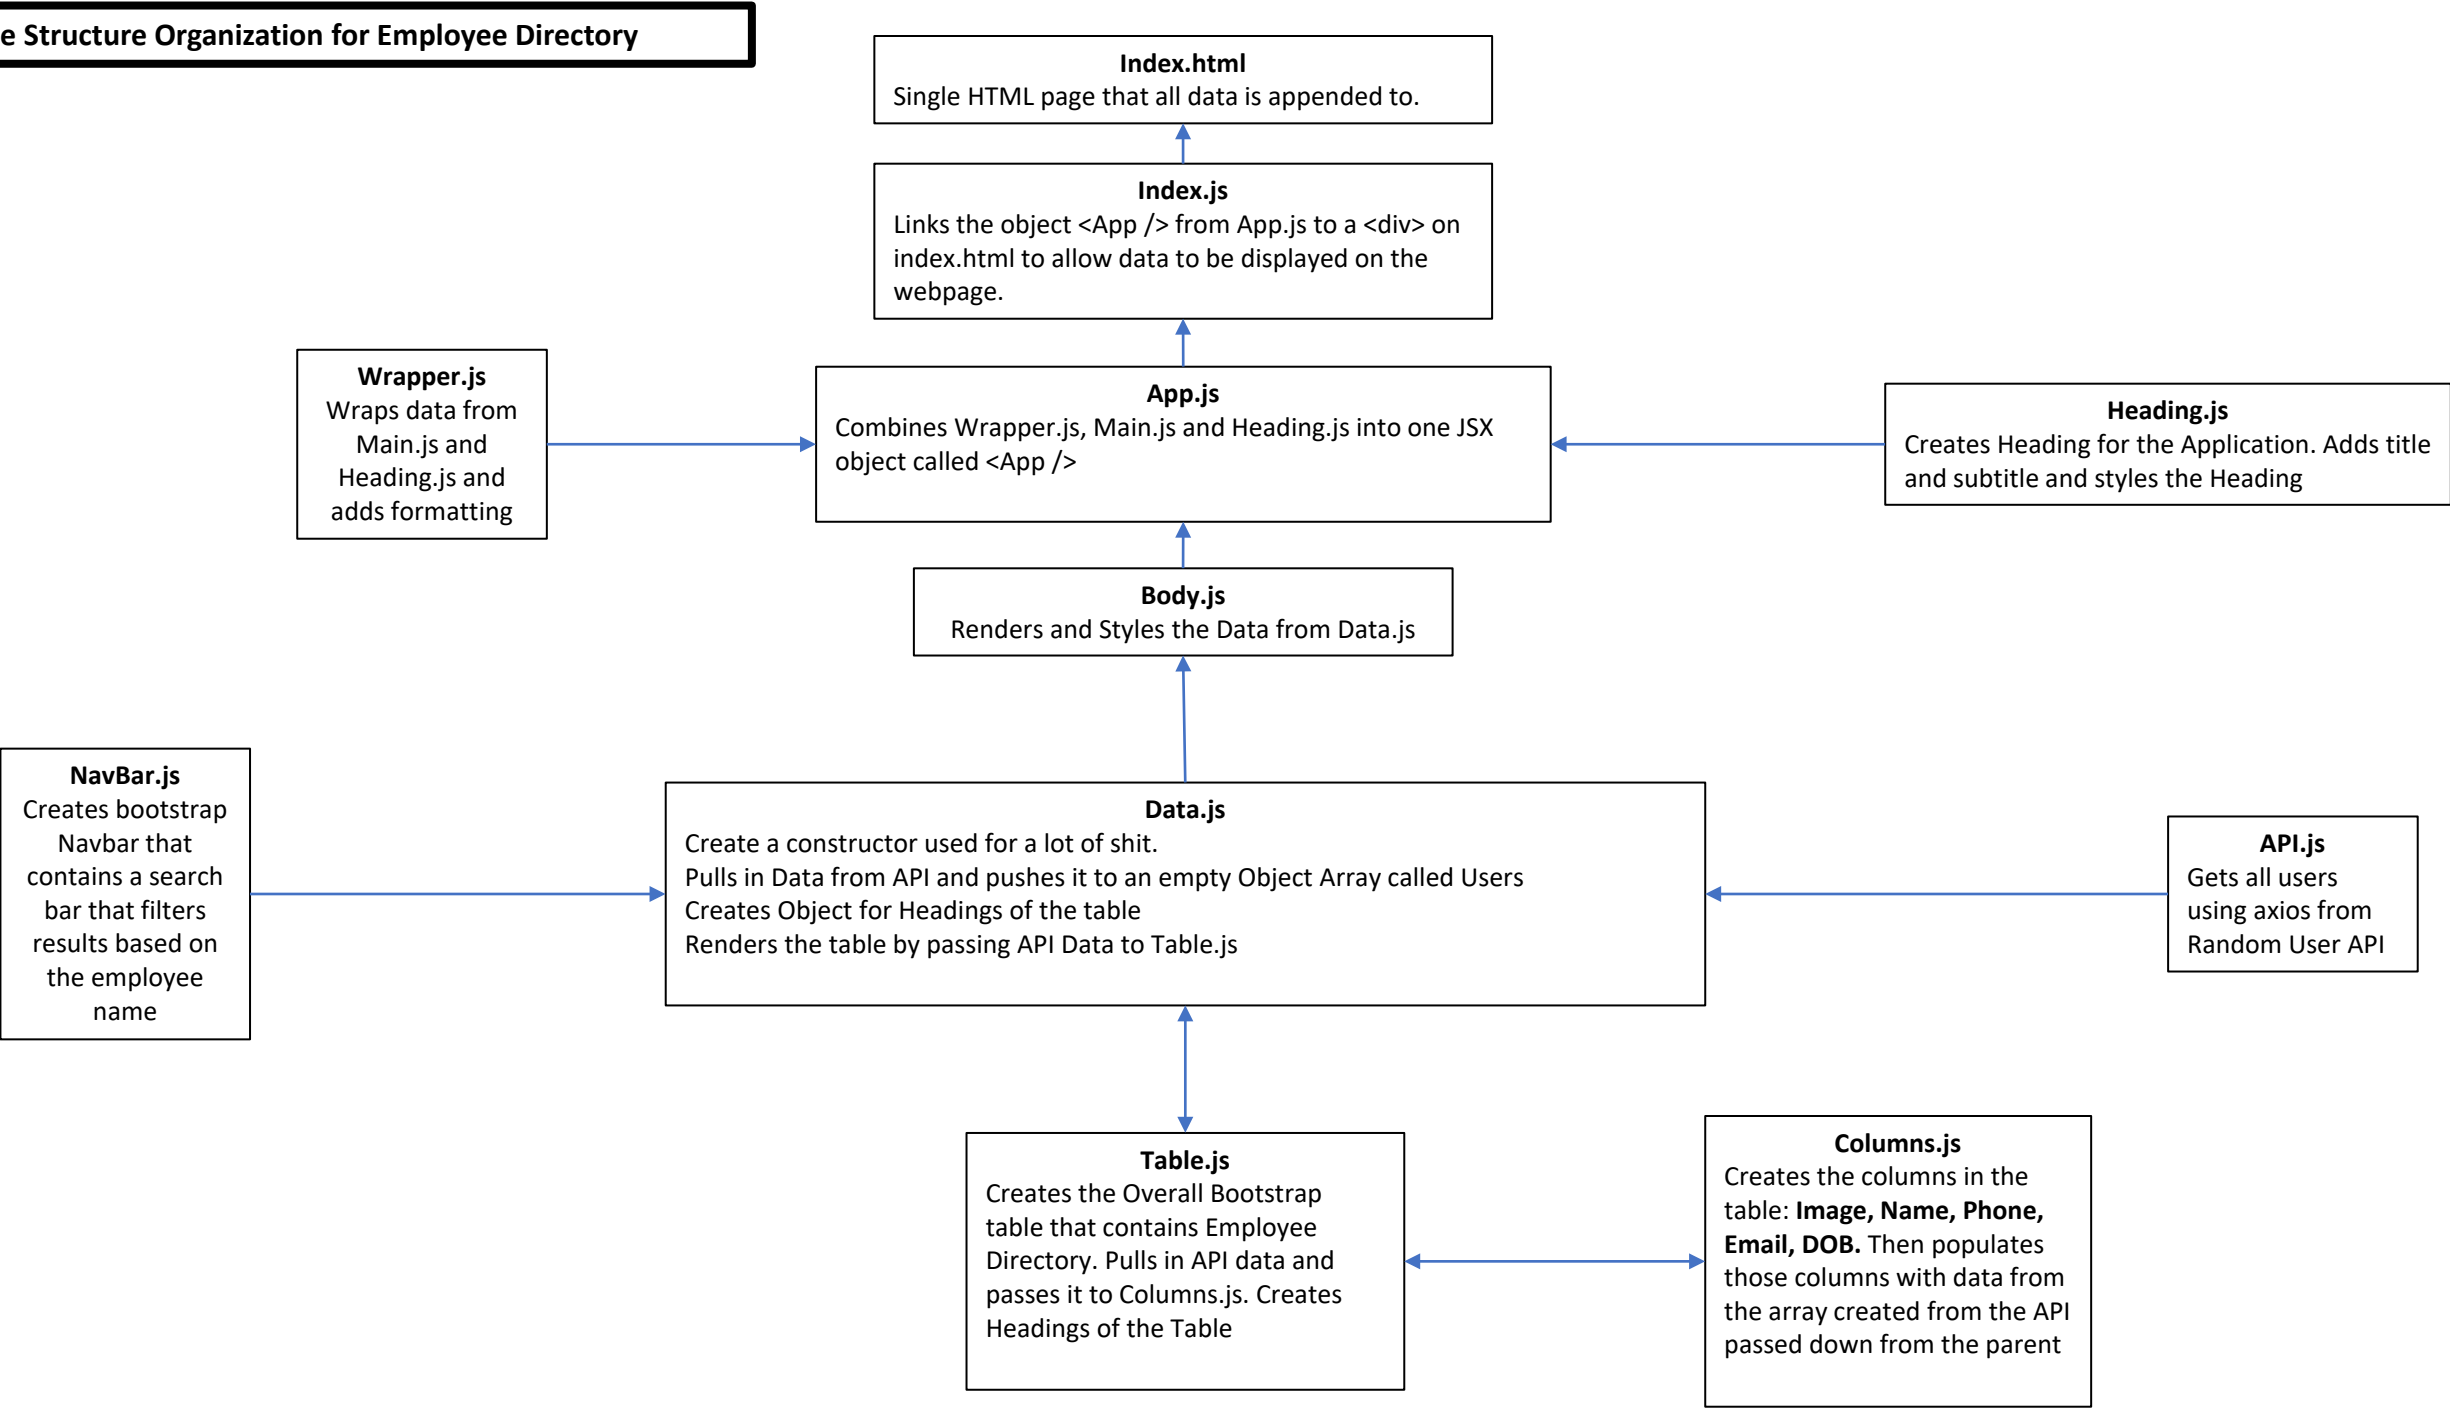 e Structure Organization for Employee Directory
Index.html
Single HTML page that all data is appended to.
Index.js
Links the object <App /> from App.js to a <div> on
index.html to allow data to be displayed on the
webpage.
Wrapper.js
Wraps data from
Main.js and
Heading.js and
adds formatting
App.js
Combines Wrapper.js, Main.js and Heading.js into one JSX
object called <App />
Heading.js
Creates Heading for the Application. Adds title
and subtitle and styles the Heading
Body.js
Renders and Styles the Data from Data.js
NavBar.js
Creates bootstrap
Navbar that
contains a search
bar that filters
results based on
the employee
name
Data.js
Create a constructor used for a lot of shit.
Pulls in Data from API and pushes it to an empty Object Array called Users
Creates Object for Headings of the table
Renders the table by passing API Data to Table.js
API.js
Gets all users
using axios from
Random User API
Table.js
Creates the Overall Bootstrap
table that contains Employee
Directory. Pulls in API data and
passes it to Columns.js. Creates
Headings of the Table
Columns.js
Creates the columns in the
table: Image, Name, Phone,
Email, DOB. Then populates
those columns with data from
the array created from the API
passed down from the parent